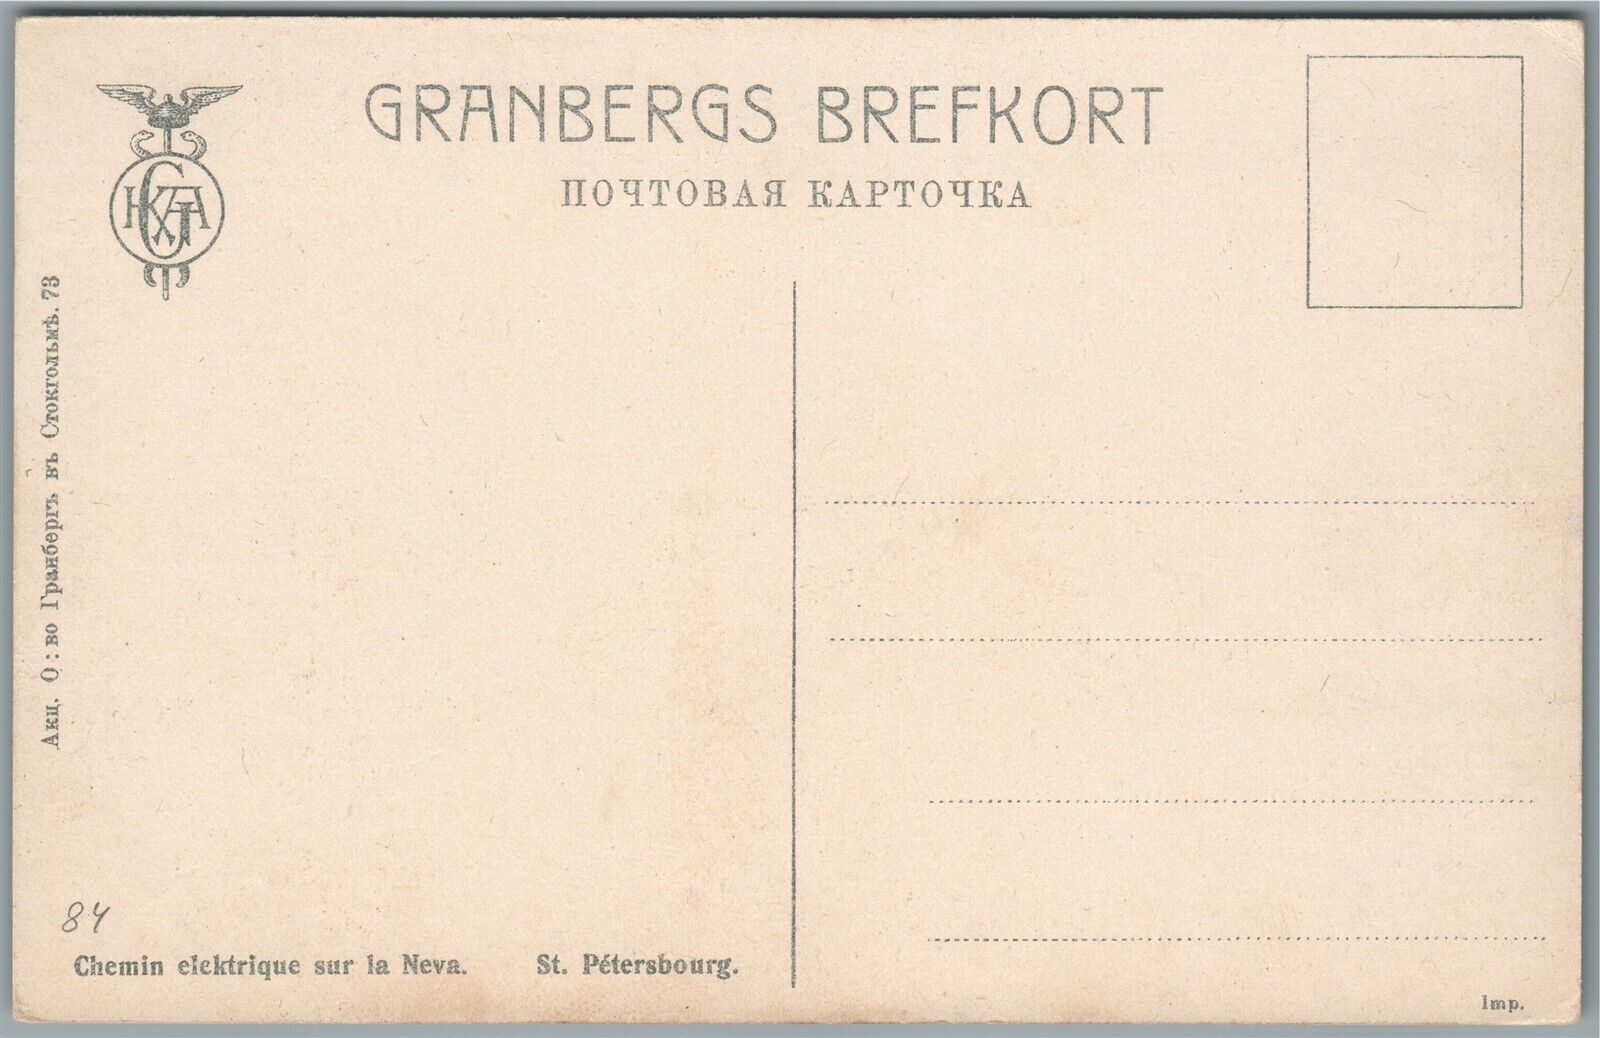 GRANBERGS BREFKORT
ПОЧТОВАЯ КАРТОЧКА
Акц. О:во Гранбергъ въ Стокгольмѣ. 73
84
Chemin elektrique sur la Neva. St. Pétersbourg.
Imp.